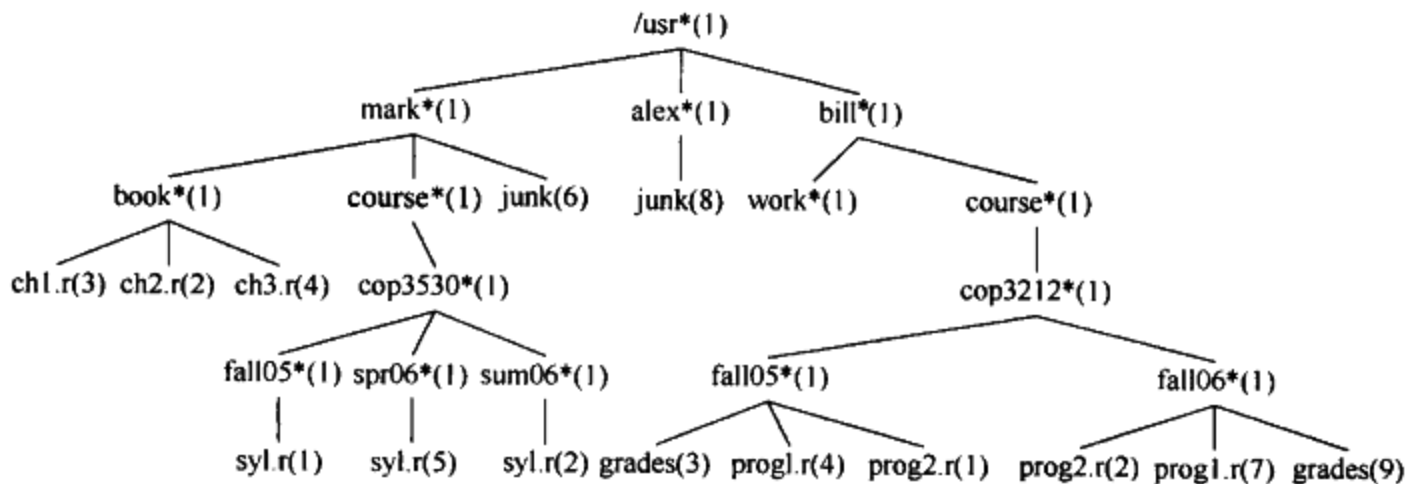 /usr*(1)
mark*(1) alex*(1) bill*(1)
book*(1) course*(1) junk(6) junk(8) work*(1) course*(1)
ch1.r(3) ch2.r(2) ch3.r(4) cop3530*(1) cop3212*(1)
fall05*(1) spr06*(1) sum06*(1) fall05*(1) fall06*(1)
syl.r(1) syl.r(5) syl.r(2) grades(3) prog1.r(4) prog2.r(1) prog2.r(2) prog1.r(7) grades(9)